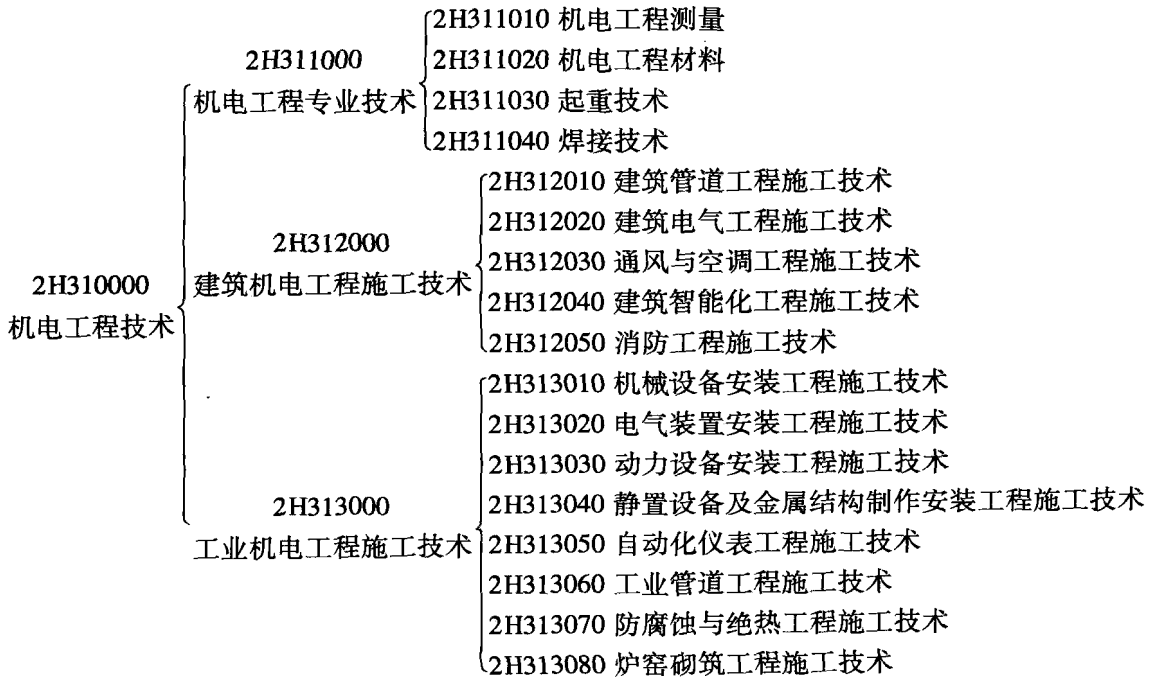 2H310000
机电工程技术
2H311000
机电工程专业技术
2H311010 机电工程测量
2H311020 机电工程材料
2H311030 起重技术
2H311040 焊接技术
2H312000
建筑机电工程施工技术
2H312010 建筑管道工程施工技术
2H312020 建筑电气工程施工技术
2H312030 通风与空调工程施工技术
2H312040 建筑智能化工程施工技术
2H312050 消防工程施工技术
2H313000
工业机电工程施工技术
2H313010 机械设备安装工程施工技术
2H313020 电气装置安装工程施工技术
2H313030 动力设备安装工程施工技术
2H313040 静置设备及金属结构制作安装工程施工技术
2H313050 自动化仪表工程施工技术
2H313060 工业管道工程施工技术
2H313070 防腐蚀与绝热工程施工技术
2H313080 炉窑砌筑工程施工技术